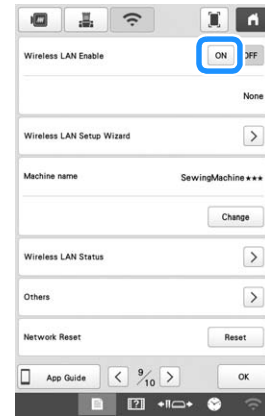 Wireless LAN Enable ON OFF
None
Wireless LAN Setup Wizard
Machine name SewingMachine★★★
Change
Wireless LAN Status
Others
Network Reset Reset
App Guide 9/10 OK